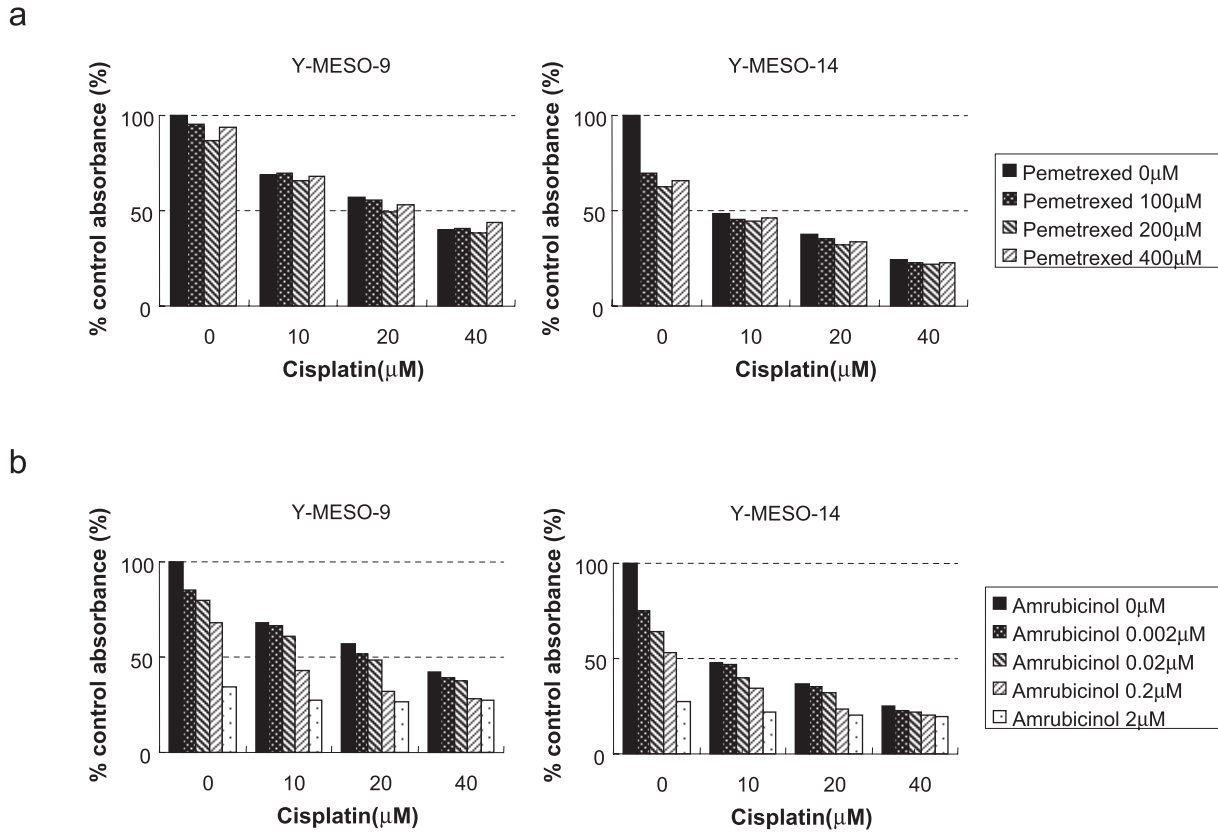 a
Y-MESO-9
% control absorbance (%)
100
50
0
0 10 20 40
Cisplatin(μM)
Y-MESO-14
% control absorbance (%)
100
50
0
0 10 20 40
Cisplatin(μM)
Pemetrexed 0μM
Pemetrexed 100μM
Pemetrexed 200μM
Pemetrexed 400μM
b
Y-MESO-9
% control absorbance (%)
100
50
0
0 10 20 40
Cisplatin(μM)
Y-MESO-14
% control absorbance (%)
100
50
0
0 10 20 40
Cisplatin(μM)
Amrubicinol 0μM
Amrubicinol 0.002μM
Amrubicinol 0.02μM
Amrubicinol 0.2μM
Amrubicinol 2μM